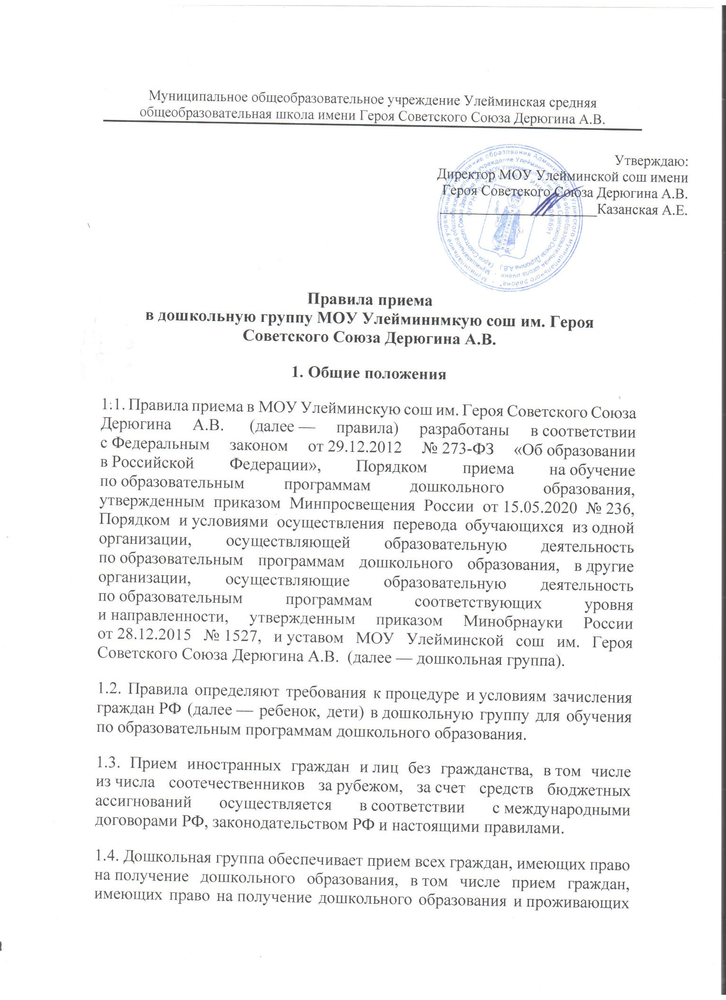 Муниципальное общеобразовательное учреждение Улейминская средняя
общеобразовательная школа имени Героя Советского Союза Дерюгина А.В.
Утверждаю:
Директор МОУ Улейминской сош имени
Героя Советского Союза Дерюгина А.В.
Казанская А.Е.
Правила приема
в дошкольную группу МОУ Улейминнмкую сош им. Героя
Советского Союза Дерюгина А.В.
1. Общие положения
1.1. Правила приема в МОУ Улейминскую сош им. Героя Советского Союза
Дерюгина А.В. (далее — правила) разработаны в соответствии
с Федеральным законом от 29.12.2012 № 273-ФЗ «Об образовании
в Российской Федерации», Порядком приема на обучение
по образовательным программам дошкольного образования,
утвержденным приказом Минпросвещения России от 15.05.2020 № 236,
Порядком и условиями осуществления перевода обучающихся из одной
организации, осуществляющей образовательную деятельность
по образовательным программам дошкольного образования, в другие
организации, осуществляющие образовательную деятельность
по образовательным программам соответствующих уровня
и направленности, утвержденным приказом Минобрнауки России
от 28.12.2015 № 1527, и уставом МОУ Улейминской сош им. Героя
Советского Союза Дерюгина А.В. (далее — дошкольная группа).
1.2. Правила определяют требования к процедуре и условиям зачисления
граждан РФ (далее — ребенок, дети) в дошкольную группу для обучения
по образовательным программам дошкольного образования.
1.3. Прием иностранных граждан и лиц без гражданства, в том числе
из числа соотечественников за рубежом, за счет средств бюджетных
ассигнований осуществляется в соответствии с международными
договорами РФ, законодательством РФ и настоящими правилами.
1.4. Дошкольная группа обеспечивает прием всех граждан, имеющих право
на получение дошкольного образования, в том числе прием граждан,
имеющих право на получение дошкольного образования и проживающих